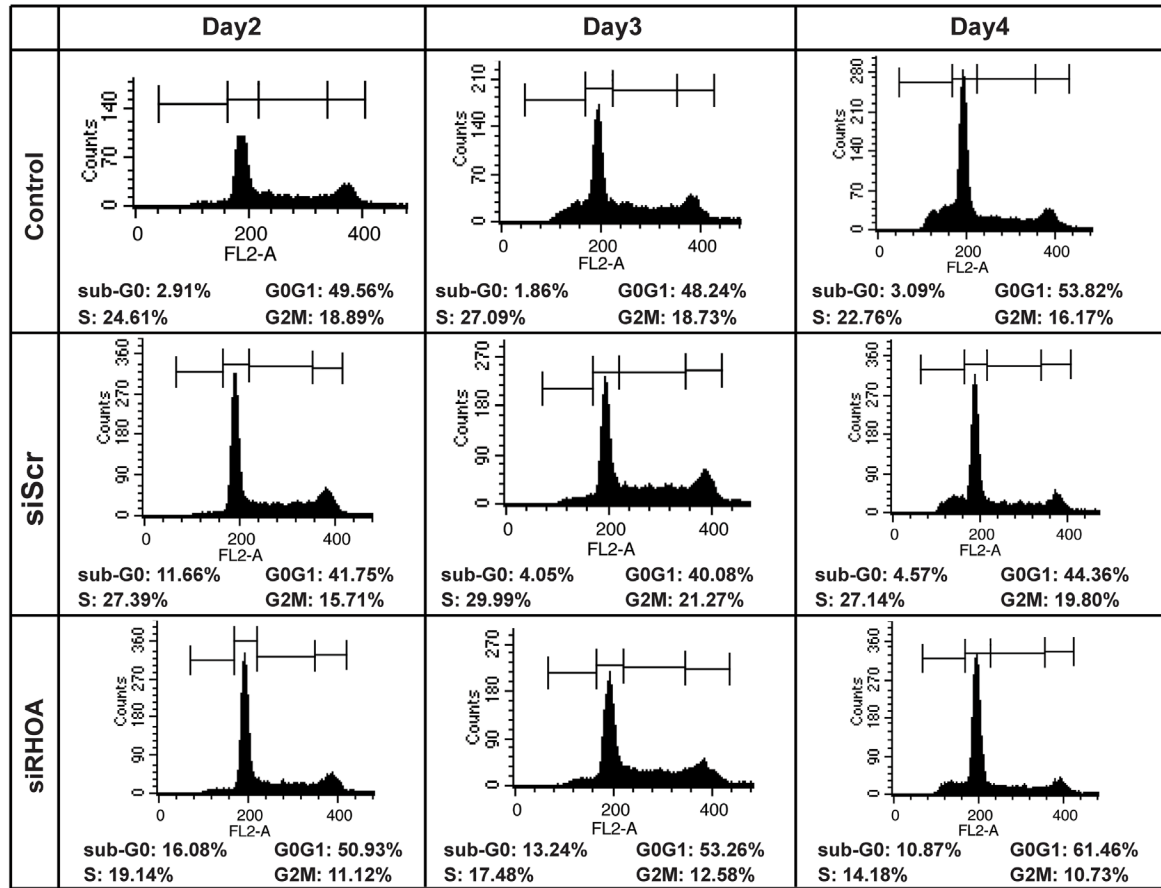 Day2 Day3 Day4
Control
140
70
0
Counts
0 200 400
FL2-A
sub-G0: 2.91% G0G1: 49.56%
S: 24.61% G2M: 18.89%
210
140
70
0
Counts
0 200 400
FL2-A
sub-G0: 1.86% G0G1: 48.24%
S: 27.09% G2M: 18.73%
280
210
140
70
0
Counts
0 200 400
FL2-A
sub-G0: 3.09% G0G1: 53.82%
S: 22.76% G2M: 16.17%
siScr
360
270
180
90
0
Counts
0 200 400
FL2-A
sub-G0: 11.66% G0G1: 41.75%
S: 27.39% G2M: 15.71%
270
180
90
0
Counts
0 200 400
FL2-A
sub-G0: 4.05% G0G1: 40.08%
S: 29.99% G2M: 21.27%
360
270
180
90
0
Counts
0 200 400
FL2-A
sub-G0: 4.57% G0G1: 44.36%
S: 27.14% G2M: 19.80%
siRHOA
360
270
180
90
0
Counts
0 200 400
FL2-A
sub-G0: 16.08% G0G1: 50.93%
S: 19.14% G2M: 11.12%
270
180
90
0
Counts
0 200 400
FL2-A
sub-G0: 13.24% G0G1: 53.26%
S: 17.48% G2M: 12.58%
360
270
180
90
0
Counts
0 200 400
FL2-A
sub-G0: 10.87% G0G1: 61.46%
S: 14.18% G2M: 10.73%